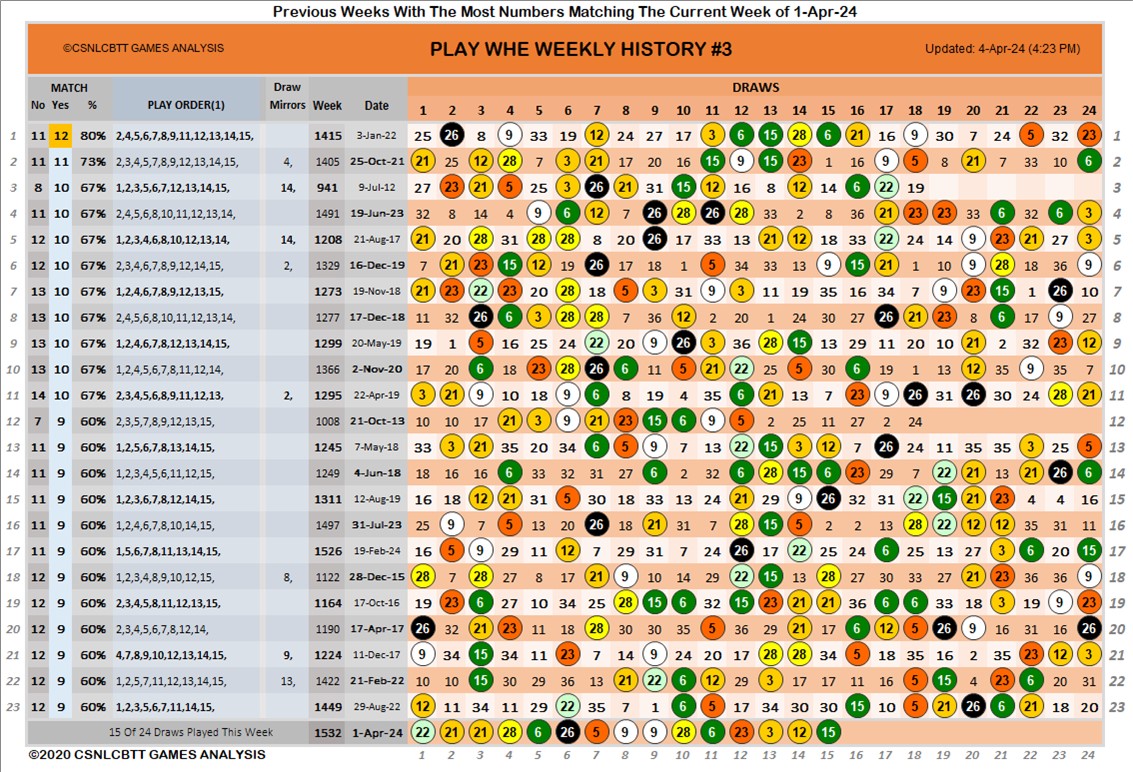 Previous Weeks With The Most Numbers Matching The Current Week of 1-Apr-24
©CSNLCBTT GAMES ANALYSIS PLAY WHE WEEKLY HISTORY #3 Updated: 4-Apr-24 (4:23 PM)
MATCH Draw DRAWS
No Yes % PLAY ORDER(1) Mirrors Week Date 1 2 3 4 5 6 7 8 9 10 11 12 13 14 15 16 17 18 19 20 21 22 23 24
1 11 12 80% 2,4,5,6,7,8,9,11,12,13,14,15, 1415 3-Jan-22 25 26 8 9 33 19 12 24 27 17 3 6 15 28 6 21 16 9 30 7 24 5 32 23 1
2 11 11 73% 2,3,4,5,7,8,9,12,13,14,15, 4, 1405 25-Oct-21 21 25 12 28 7 3 21 17 20 16 15 9 15 23 1 16 9 5 8 21 7 33 10 6 2
3 8 10 67% 1,2,3,5,6,7,12,13,14,15, 14, 941 9-Jul-12 27 23 21 5 25 3 26 21 31 15 12 16 8 12 14 6 22 19 3
4 11 10 67% 2,4,5,6,8,10,11,12,13,14, 1491 19-Jun-23 32 8 14 4 9 6 12 7 26 28 26 28 33 2 8 36 21 23 23 33 6 32 6 3 4
5 12 10 67% 1,2,3,4,6,8,10,12,13,14, 14, 1208 21-Aug-17 21 20 28 31 28 28 8 20 26 17 33 13 21 12 18 33 22 24 14 9 23 21 27 3 5
6 12 10 67% 2,3,4,6,7,8,9,12,14,15, 2, 1329 16-Dec-19 7 21 23 15 12 19 26 17 18 1 5 34 33 13 9 15 21 1 10 9 28 18 36 9 6
7 13 10 67% 1,2,4,6,7,8,9,12,13,15, 1273 19-Nov-18 21 23 22 23 20 28 18 5 3 31 9 3 11 19 35 16 34 7 9 23 15 1 23 10 7
8 13 10 67% 2,4,5,6,8,10,11,12,13,14, 1277 17-Dec-18 11 32 26 6 3 28 28 7 36 12 2 20 1 24 30 27 26 21 23 8 6 17 9 27 8
9 13 10 67% 1,2,4,6,7,8,12,13,14,15, 1299 20-May-19 19 1 5 16 25 24 22 20 9 26 3 36 28 15 13 29 11 20 10 21 2 32 23 12 9
10 13 10 67% 1,2,4,5,6,7,8,11,12,14, 1366 2-Nov-20 17 20 6 18 23 28 26 6 11 5 21 22 25 5 30 6 19 1 13 12 35 9 35 7 10
11 14 10 67% 2,3,4,5,6,8,9,11,12,13, 2, 1295 22-Apr-19 3 21 9 10 18 9 6 8 19 4 35 6 21 13 7 23 9 26 31 26 30 24 28 21 11
12 7 9 60% 2,3,5,7,8,9,12,13,15, 1008 21-Oct-13 10 10 17 21 3 9 21 23 15 6 9 5 2 25 11 27 2 24 12
13 11 9 60% 1,2,5,6,7,8,13,14,15, 1245 7-May-18 33 3 21 35 20 34 6 5 9 7 13 22 15 3 12 7 26 24 11 35 35 3 25 5 13
14 11 9 60% 1,2,3,4,5,6,11,12,15, 1249 4-Jun-18 18 16 16 6 33 32 31 27 6 2 32 6 28 15 6 23 29 7 22 21 13 21 23 6 14
15 11 9 60% 1,2,3,6,7,8,12,14,15, 1311 12-Aug-19 16 18 12 21 31 5 30 18 33 13 24 21 29 9 26 32 31 22 15 21 23 4 4 16 15
16 11 9 60% 1,2,4,6,7,8,10,14,15, 1497 31-Jul-23 25 9 7 5 13 20 26 18 21 31 7 28 15 5 2 2 13 28 22 12 12 35 31 11 16
17 11 9 60% 1,5,6,7,8,11,13,14,15, 1526 19-Feb-24 16 5 9 29 11 12 7 29 31 7 24 26 17 22 25 24 6 25 13 27 3 6 20 15 17
18 12 9 60% 1,2,3,4,8,9,10,12,15, 8, 1122 28-Dec-15 28 7 28 27 8 17 21 9 10 14 29 22 15 13 28 27 30 33 27 21 23 36 36 9 18
19 12 9 60% 2,3,4,5,8,11,12,13,15, 1164 17-Oct-16 19 23 6 27 10 34 25 28 15 6 32 15 23 21 21 36 6 6 33 18 3 19 9 23 19
20 12 9 60% 2,3,4,5,6,7,8,12,14, 1190 17-Apr-17 26 32 21 23 11 18 28 30 30 35 5 36 29 21 17 6 12 5 26 9 16 31 16 26 20
21 12 9 60% 4,7,8,9,10,12,13,14,15, 9, 1224 11-Dec-17 9 34 15 34 11 23 7 14 9 24 20 17 28 28 34 5 18 35 16 2 35 23 12 3 21
22 12 9 60% 1,2,5,7,11,12,13,14,15, 13, 1422 21-Feb-22 10 10 15 30 29 36 13 21 22 6 12 29 3 17 17 11 16 5 15 4 23 6 20 31 22
23 12 9 60% 1,2,3,5,6,7,11,14,15, 1449 29-Aug-22 12 11 34 11 29 22 35 7 1 6 5 17 34 30 30 15 10 5 21 26 6 21 18 20 23
15 Of 24 Draws Played This Week 1532 1-Apr-24 22 21 21 28 6 26 5 9 9 28 6 23 3 12 15
©2020 CSNLCBTT GAMES ANALYSIS 1 2 3 4 5 6 7 8 9 10 11 12 13 14 15 16 17 18 19 20 21 22 23 24